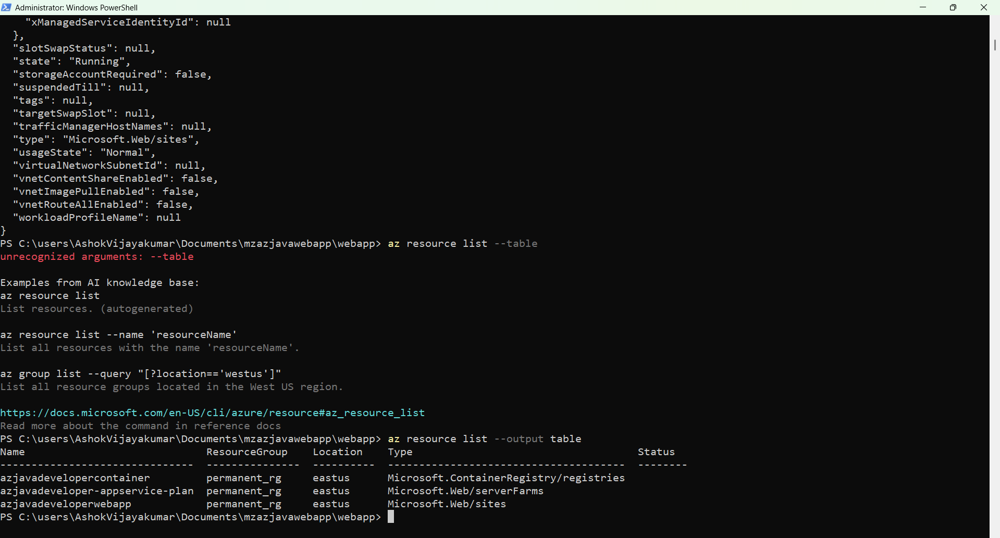 Administrator: Windows PowerShell
    "xManagedServiceIdentityId": null
  },
  "slotSwapStatus": null,
  "state": "Running",
  "storageAccountRequired": false,
  "suspendedTill": null,
  "tags": null,
  "targetSwapSlot": null,
  "trafficManagerHostNames": null,
  "type": "Microsoft.Web/sites",
  "usageState": "Normal",
  "virtualNetworkSubnetId": null,
  "vnetContentShareEnabled": false,
  "vnetImagePullEnabled": false,
  "vnetRouteAllEnabled": false,
  "workloadProfileName": null
}
PS C:\users\AshokVijayakumar\Documents\mzazjavawebapp\webapp> az resource list --table
unrecognized arguments: --table
Examples from AI knowledge base:
az resource list
List resources. (autogenerated)
az resource list --name 'resourceName'
List all resources with the name 'resourceName'.
az group list --query "[?location=='westus']"
List all resource groups located in the West US region.
https://docs.microsoft.com/en-US/cli/azure/resource#az_resource_list
Read more about the command in reference docs
PS C:\users\AshokVijayakumar\Documents\mzazjavawebapp\webapp> az resource list --output table
Name                             ResourceGroup    Location    Type                                    Status
-------------------------------  ---------------  ----------  --------------------------------------  --------
azjavadevelopercontainer         permanent_rg     eastus      Microsoft.ContainerRegistry/registries
azjavadeveloper-appservice-plan  permanent_rg     eastus      Microsoft.Web/serverFarms
azjavadeveloperwebapp            permanent_rg     eastus      Microsoft.Web/sites
PS C:\users\AshokVijayakumar\Documents\mzazjavawebapp\webapp>